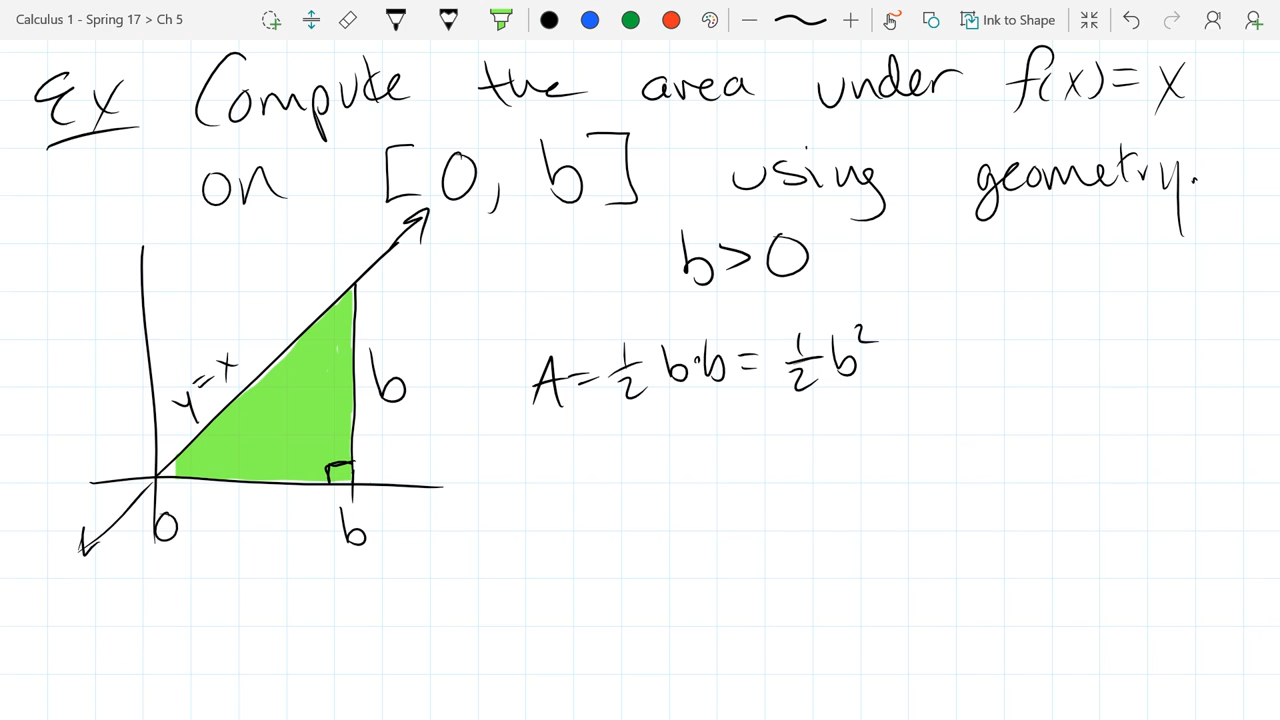 Calculus 1 - Spring 17 > Ch 5
Ink to Shape
Ex Compute the area under f(x) = x
on [0, b] using geometry.
b > 0
y = x
b
A = 1/2 b·b = 1/2 b²
0
b